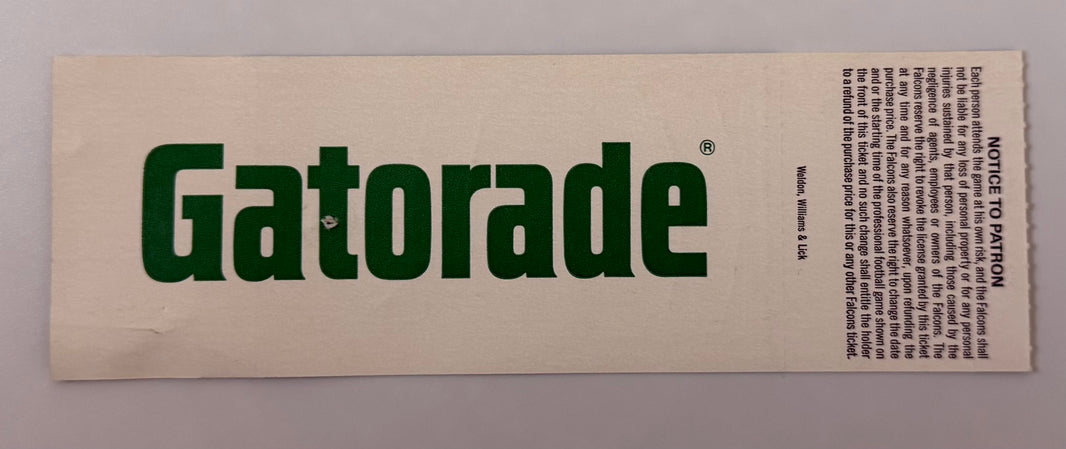 Gatorade®
Weldon, Williams & Lick
NOTICE TO PATRON
Each person attends the game at his own risk, and the Falcons shall
not be liable for any loss of personal property or for any personal
injuries sustained by that person, including those caused by the
negligence of agents, employees or owners of the Falcons. The
Falcons reserve the right to revoke the license granted by this ticket
at any time and for any reason whatsoever, upon refunding the
purchase price. The Falcons also reserve the right to change the date
and or the starting time of the professional football game shown on
the front of this ticket and no such change shall entitle the holder
to a refund of the purchase price for this or any other Falcons ticket.